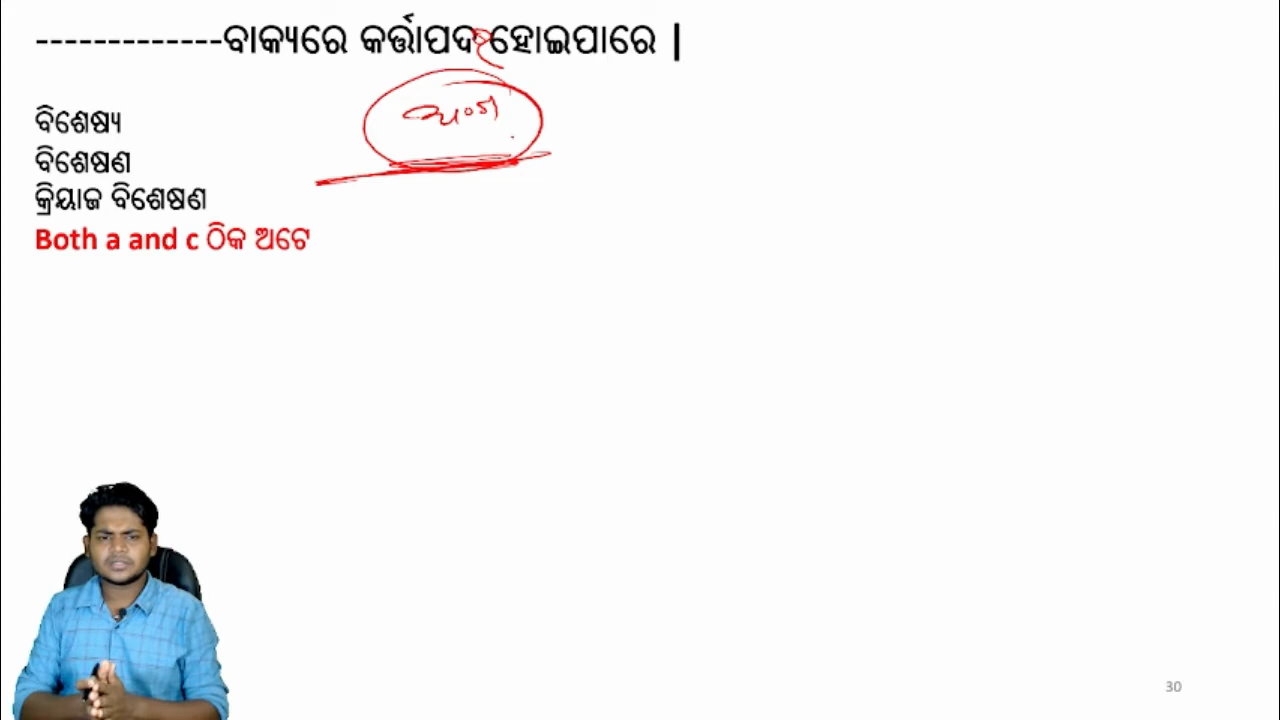 -------------ବାକ୍ୟରେ କର୍ତ୍ତାପଦ ହୋଇପାରେ |
ବିଶେଷ୍ୟ
ବିଶେଷଣ
କ୍ରିୟାଜ ବିଶେଷଣ
Both a and c ଠିକ ଅଟେ
30